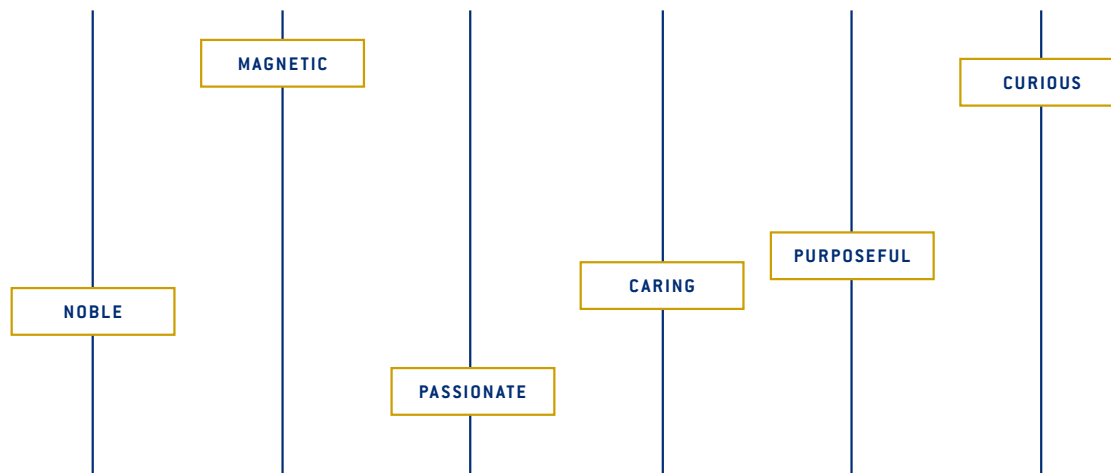 NOBLE
MAGNETIC
PASSIONATE
CARING
PURPOSEFUL
CURIOUS